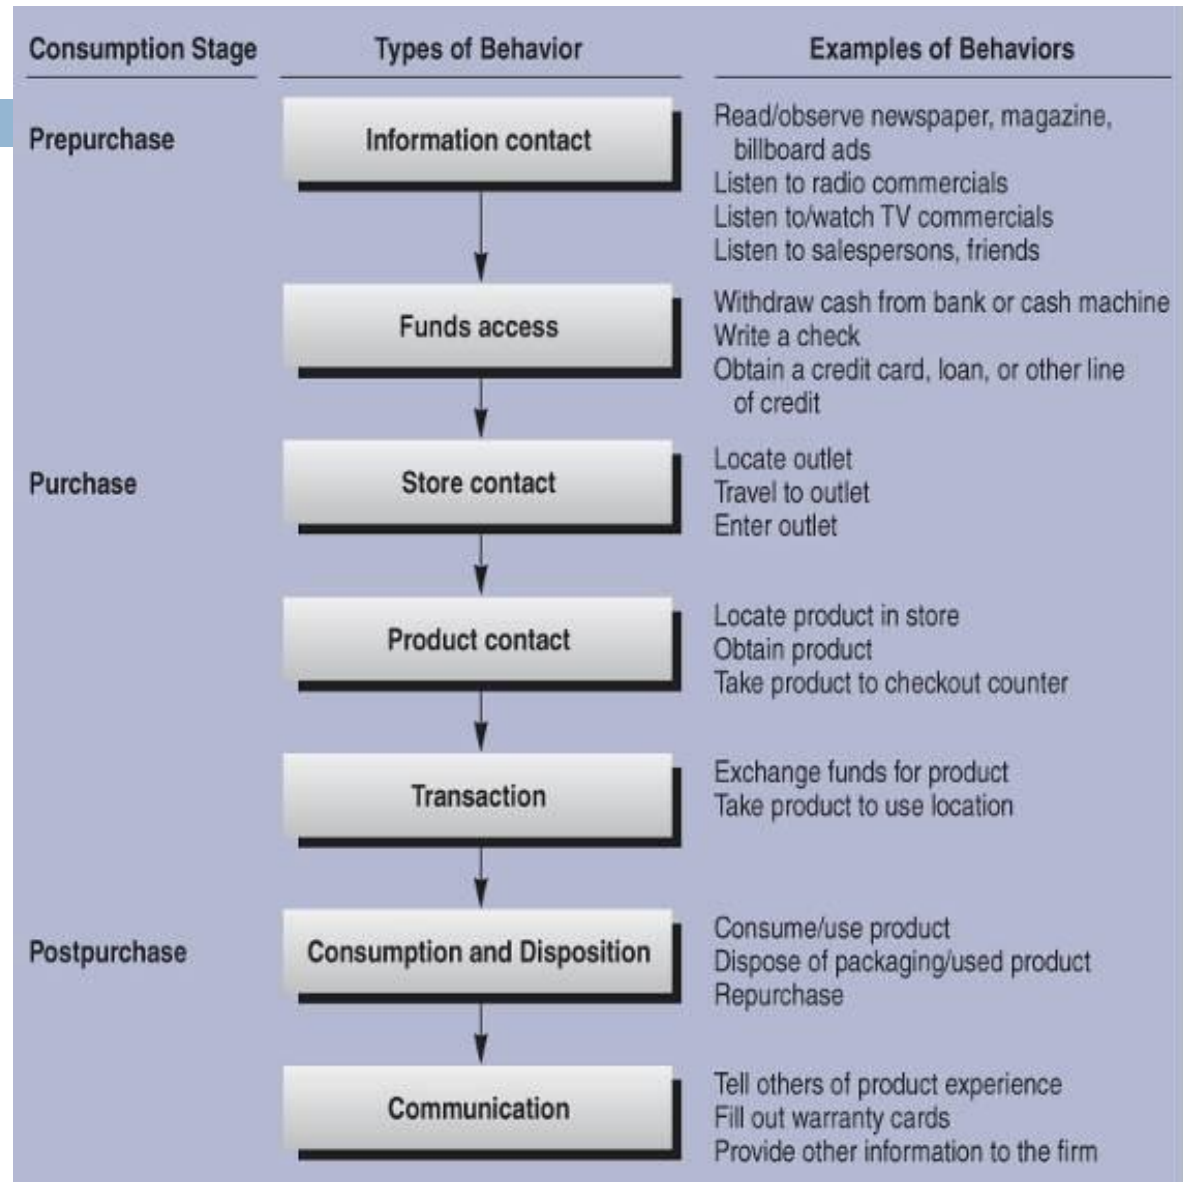 Consumption Stage Types of Behavior Examples of Behaviors
Prepurchase
Information contact
Read/observe newspaper, magazine,
billboard ads
Listen to radio commercials
Listen to/watch TV commercials
Listen to salespersons, friends
Funds access
Withdraw cash from bank or cash machine
Write a check
Obtain a credit card, loan, or other line
of credit
Purchase
Store contact
Locate outlet
Travel to outlet
Enter outlet
Product contact
Locate product in store
Obtain product
Take product to checkout counter
Transaction
Exchange funds for product
Take product to use location
Postpurchase
Consumption and Disposition
Consume/use product
Dispose of packaging/used product
Repurchase
Communication
Tell others of product experience
Fill out warranty cards
Provide other information to the firm